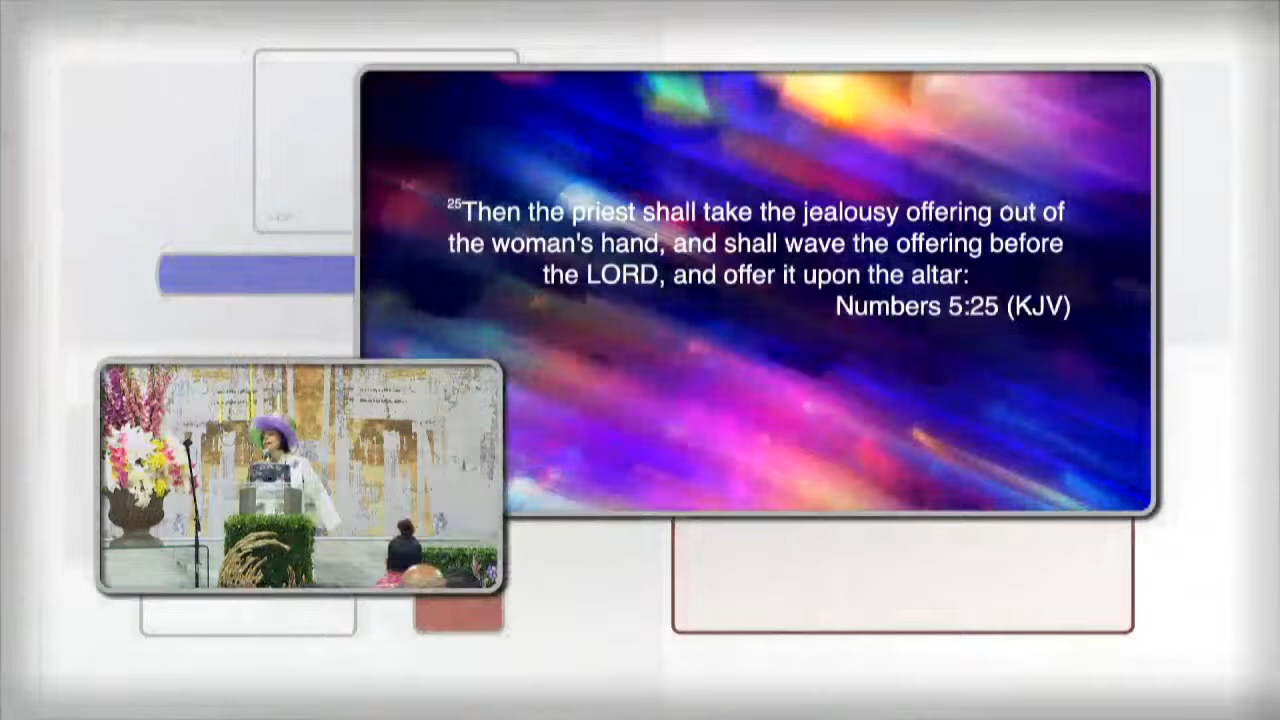 25Then the priest shall take the jealousy offering out of
the woman's hand, and shall wave the offering before
the LORD, and offer it upon the altar:
Numbers 5:25 (KJV)